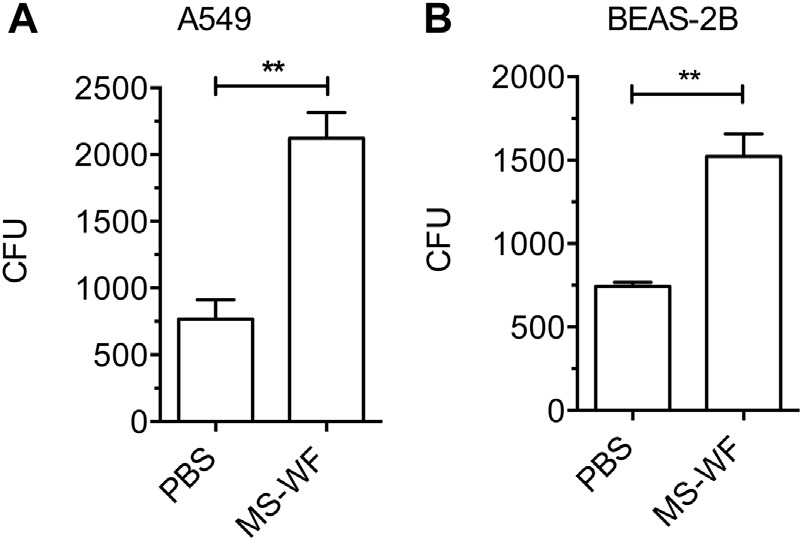 A
A549
**
2500
2000
1500
1000
500
0
CFU
PBS
MS-WF
B
BEAS-2B
**
2000
1500
1000
500
0
CFU
PBS
MS-WF